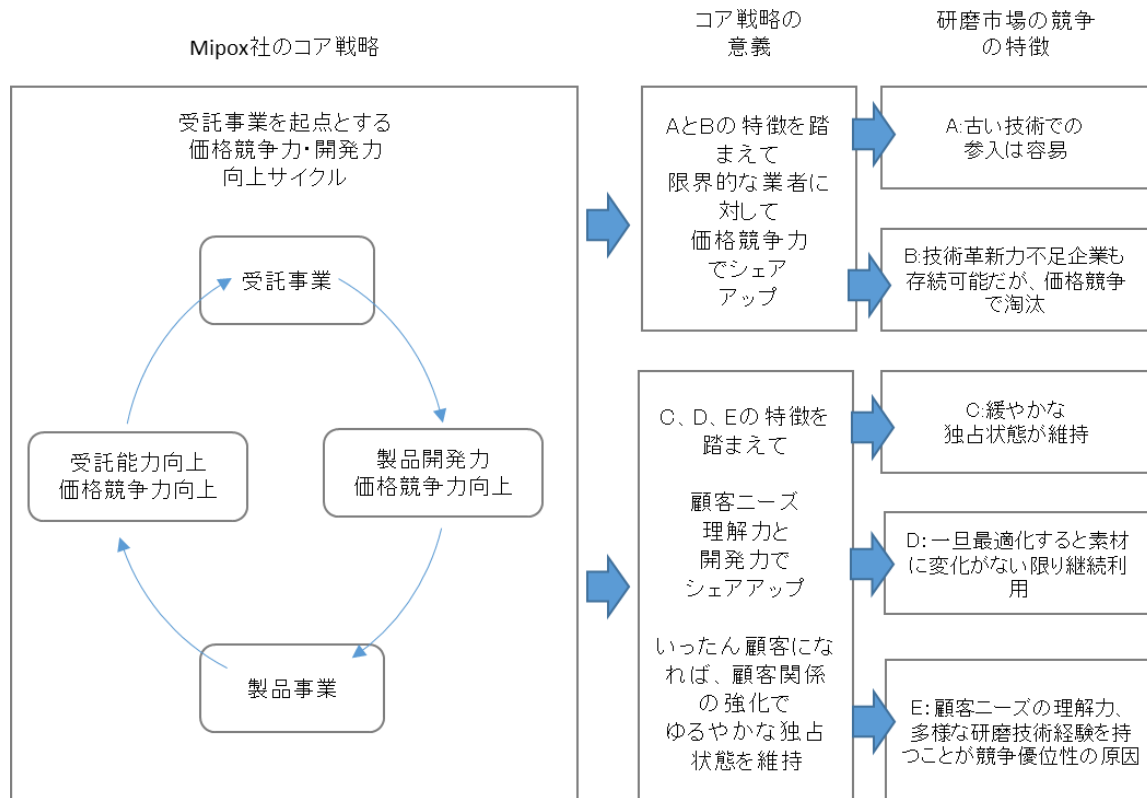 Mipox社のコア戦略
コア戦略の
意義
研磨市場の競争
の特徴
受託事業を起点とする
価格競争力・開発力
向上サイクル
受託事業
受託能力向上
価格競争力向上
製品開発力
価格競争力向上
製品事業
AとBの特徴を踏
まえて
限界的な業者に
対して
価格競争力
でシェア
アップ
C、D、Eの特徴を
踏まえて
顧客ニーズ
理解力と
開発力で
シェアアップ
いったん顧客にな
れば、顧客関係
の強化で
ゆるやかな独占
状態を維持
A:古い技術での
参入は容易
B:技術革新力不足企業も
存続可能だが、価格競争
で淘汰
C:緩やかな
独占状態が維持
D:一旦最適化すると素材
に変化がない限り継続利
用
E:顧客ニーズの理解力、
多様な研磨技術経験を持
つことが競争優位性の原因